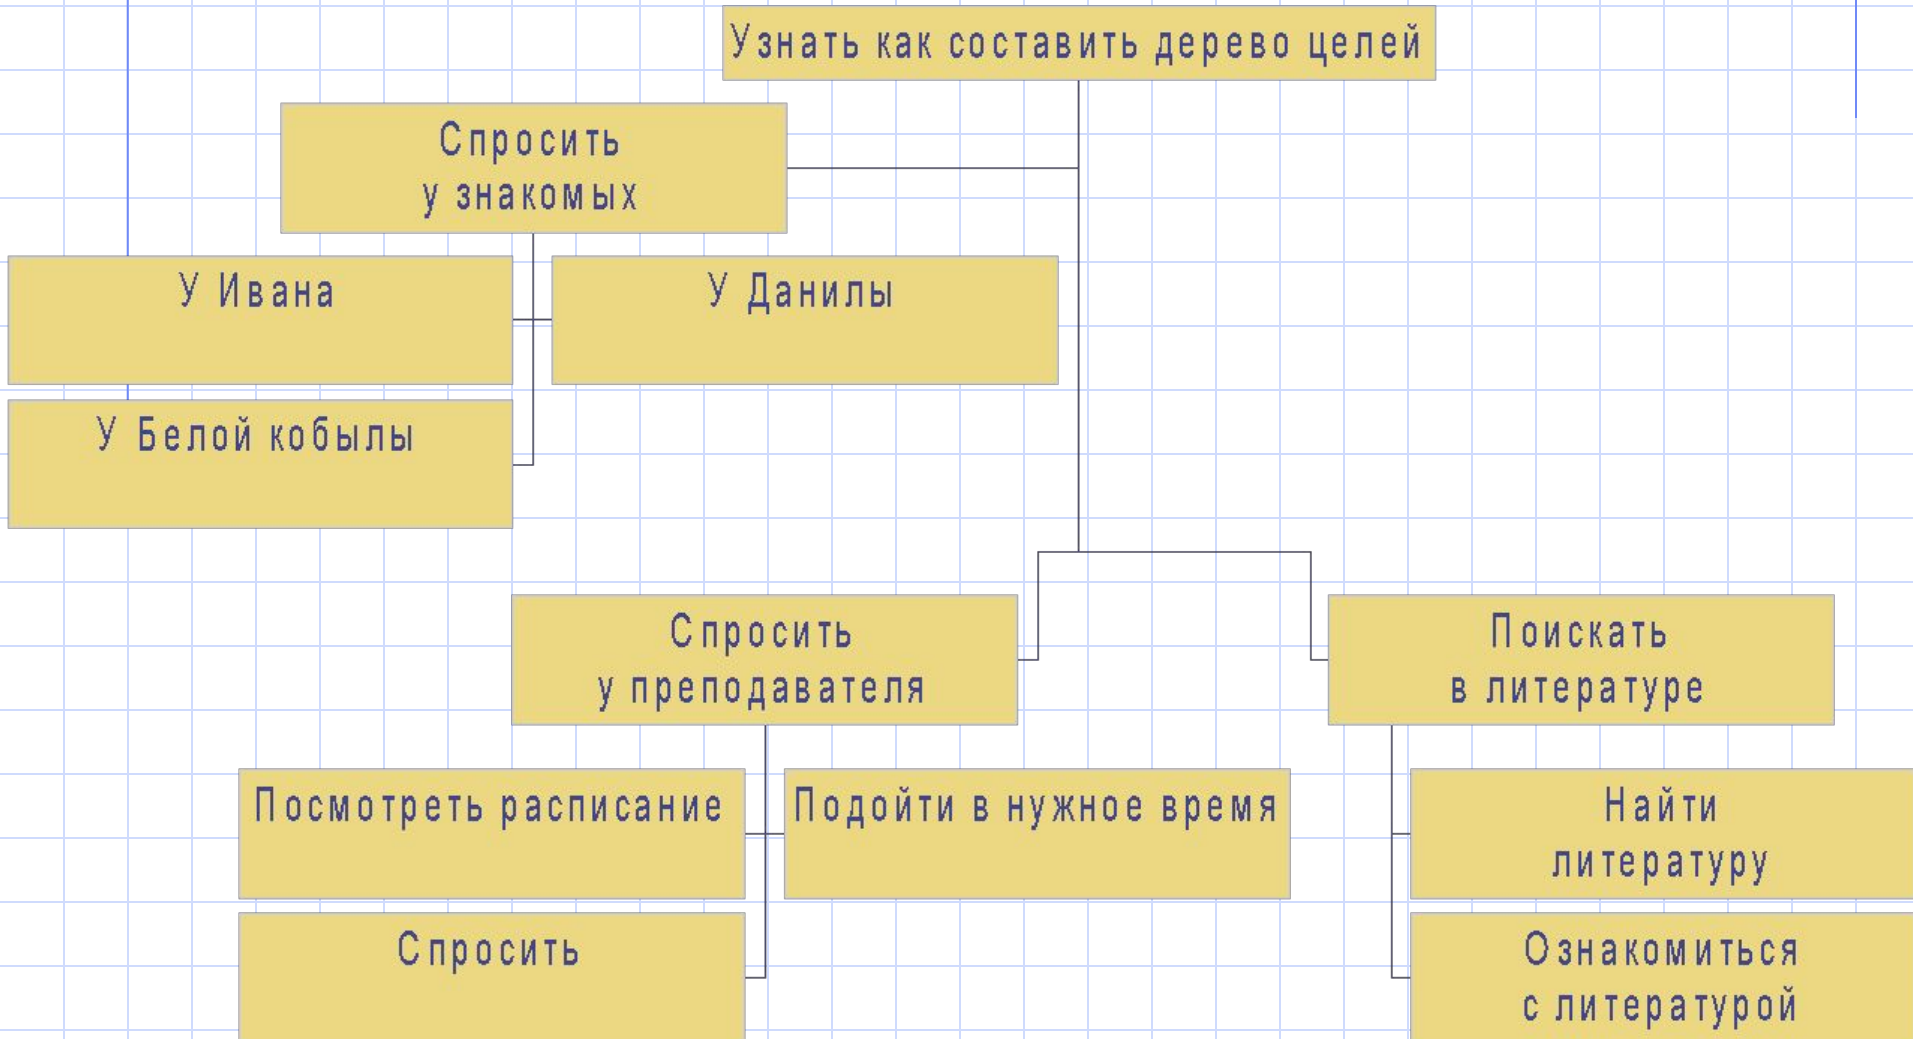 Узнать как составить дерево целей
Спросить
у знакомых
У Ивана
У Данилы
У Белой кобылы
Спросить
у преподавателя
Поискать
в литературе
Посмотреть расписание
Подойти в нужное время
Найти
литературу
Спросить
Ознакомиться
с литературой